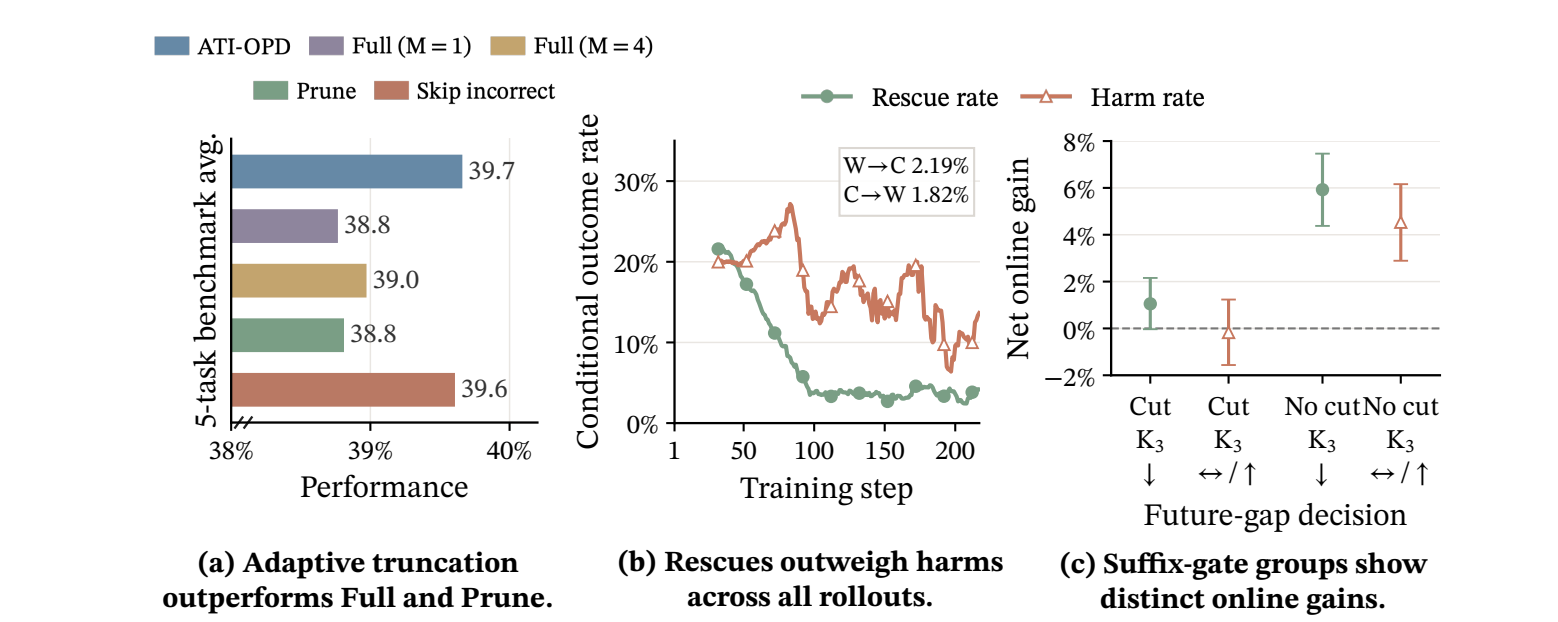 ATI-OPD Full (M = 1) Full (M = 4)
Prune Skip incorrect
5-task benchmark avg.
39.7
38.8
39.0
38.8
39.6
38% 39% 40%
Performance
(a) Adaptive truncation
outperforms Full and Prune.
Rescue rate Harm rate
Conditional outcome rate
30%
20%
10%
0%
W→C 2.19%
C→W 1.82%
1 50 100 150 200
Training step
(b) Rescues outweigh harms
across all rollouts.
Net online gain
8%
6%
4%
2%
0%
−2%
Cut Cut No cut No cut
K₃ K₃ K₃ K₃
↓ ↔ / ↑ ↓ ↔ / ↑
Future-gap decision
(c) Suffix-gate groups show
distinct online gains.